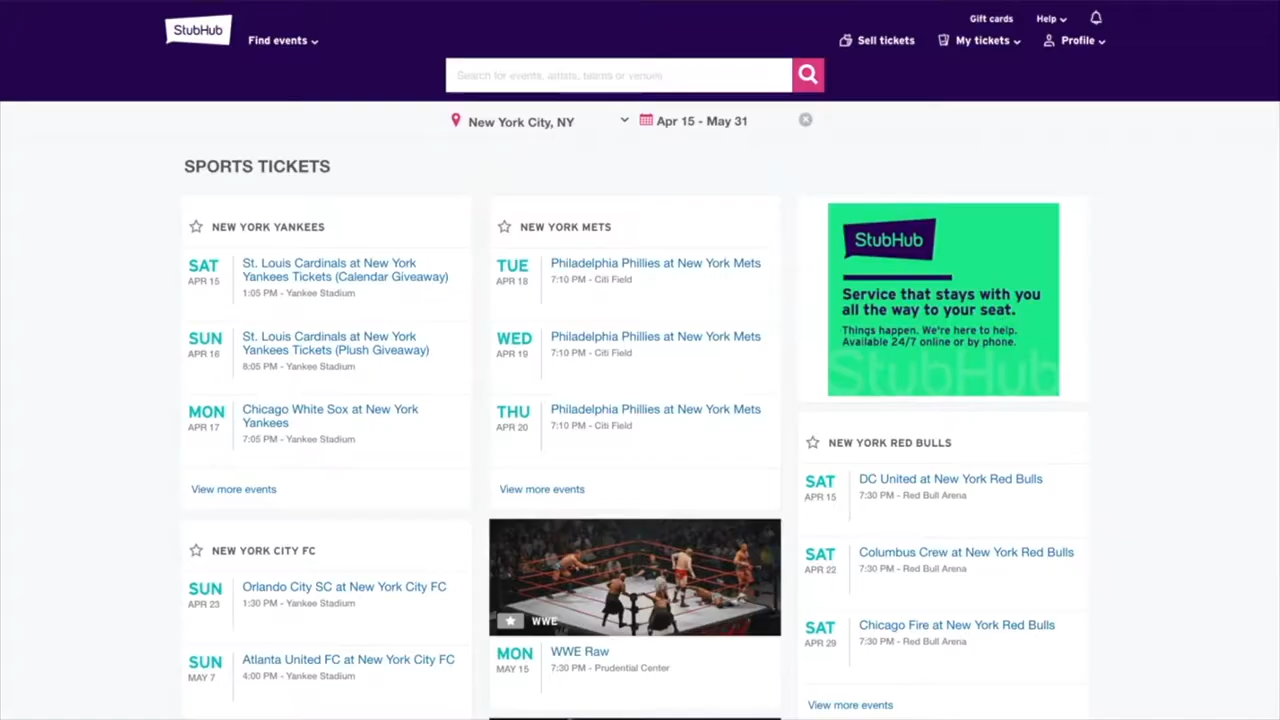 StubHub
Find events
Gift cards
Help
Sell tickets
My tickets
Profile
Search for events, artists, teams or venues
New York City, NY
Apr 15 - May 31
SPORTS TICKETS
NEW YORK YANKEES
SAT
APR 15
St. Louis Cardinals at New York
Yankees Tickets (Calendar Giveaway)
1:05 PM - Yankee Stadium
SUN
APR 16
St. Louis Cardinals at New York
Yankees Tickets (Plush Giveaway)
8:05 PM - Yankee Stadium
MON
APR 17
Chicago White Sox at New York
Yankees
7:05 PM - Yankee Stadium
View more events
NEW YORK CITY FC
SUN
APR 23
Orlando City SC at New York City FC
1:30 PM - Yankee Stadium
SUN
MAY 7
Atlanta United FC at New York City FC
4:00 PM - Yankee Stadium
NEW YORK METS
TUE
APR 18
Philadelphia Phillies at New York Mets
7:10 PM - Citi Field
WED
APR 19
Philadelphia Phillies at New York Mets
7:10 PM - Citi Field
THU
APR 20
Philadelphia Phillies at New York Mets
7:10 PM - Citi Field
View more events
WWE
MON
MAY 15
WWE Raw
7:30 PM - Prudential Center
StubHub
Service that stays with you
all the way to your seat.
Things happen. We're here to help.
Available 24/7 online or by phone.
StubHub
NEW YORK RED BULLS
SAT
APR 15
DC United at New York Red Bulls
7:30 PM - Red Bull Arena
SAT
APR 22
Columbus Crew at New York Red Bulls
7:30 PM - Red Bull Arena
SAT
APR 29
Chicago Fire at New York Red Bulls
7:30 PM - Red Bull Arena
View more events